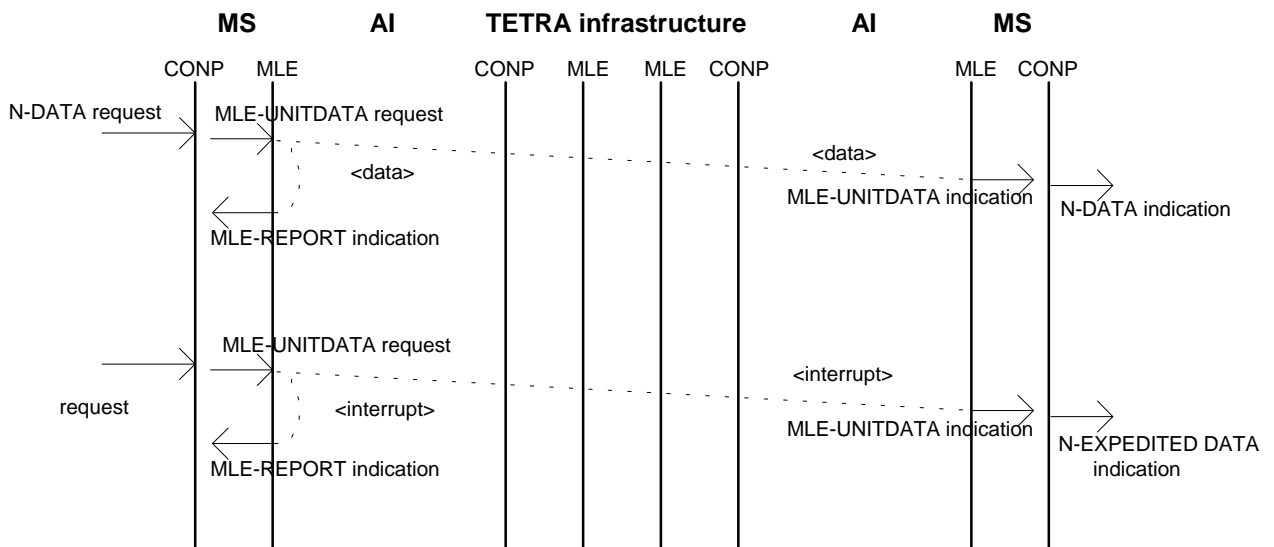 MS AI TETRA infrastructure AI MS
CONP MLE CONP MLE MLE CONP MLE CONP
N-DATA request
MLE-UNITDATA request
<data>
<data>
MLE-UNITDATA indication
N-DATA indication
MLE-REPORT indication
MLE-UNITDATA request
request
<interrupt>
<interrupt>
MLE-UNITDATA indication
N-EXPEDITED DATA
indication
MLE-REPORT indication